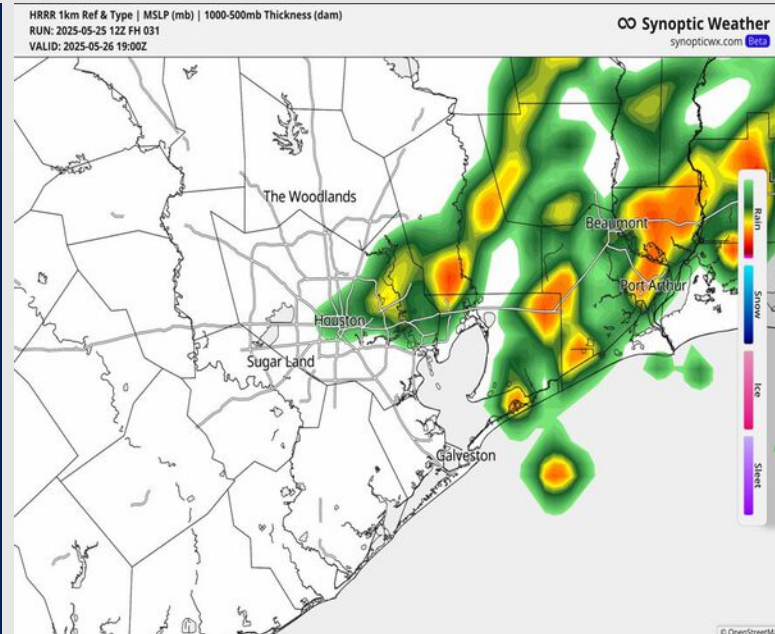 HRRR 1km Ref & Type | MSLP (mb) | 1000-500mb Thickness (dam)
RUN: 2025-05-25 12Z FH 031
VALID: 2025-05-26 19:00Z
Synoptic Weather
synopticwx.com Beta
The Woodlands
Beaumont
Port Arthur
Houston
Sugar Land
Galveston
Rain
Snow
Ice
Sleet